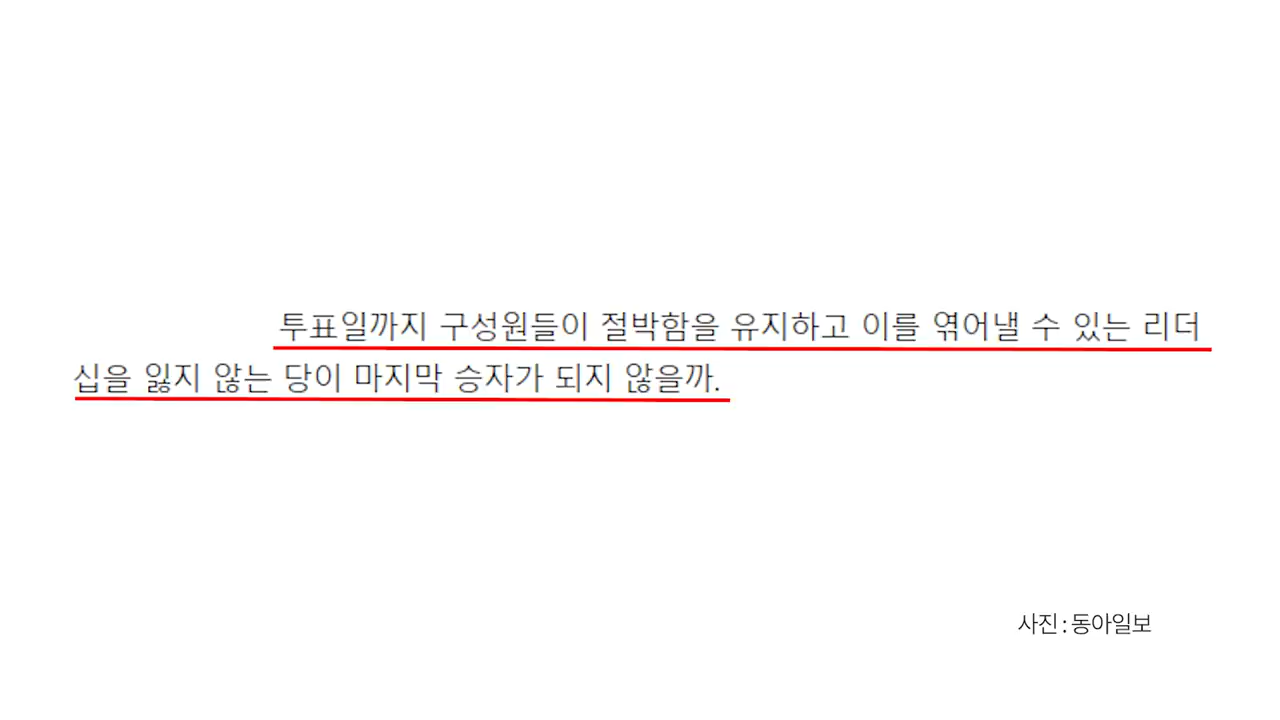 투표일까지 구성원들이 절박함을 유지하고 이를 엮어낼 수 있는 리더
십을 잃지 않는 당이 마지막 승자가 되지 않을까.
사진 : 동아일보